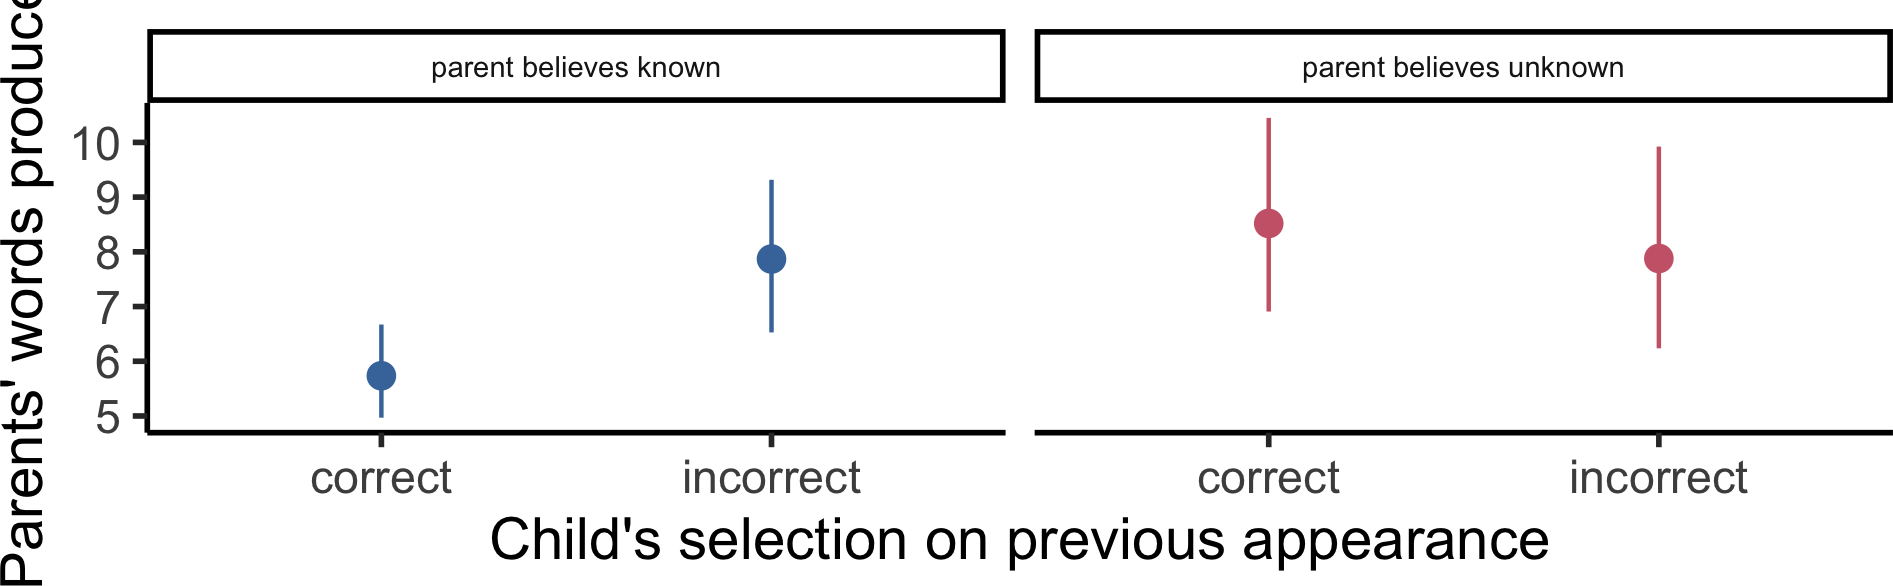 parent believes known
parent believes unknown
10
9
8
7
6
5
correct
incorrect
correct
incorrect
Child's selection on previous appearance
Parents' words produce